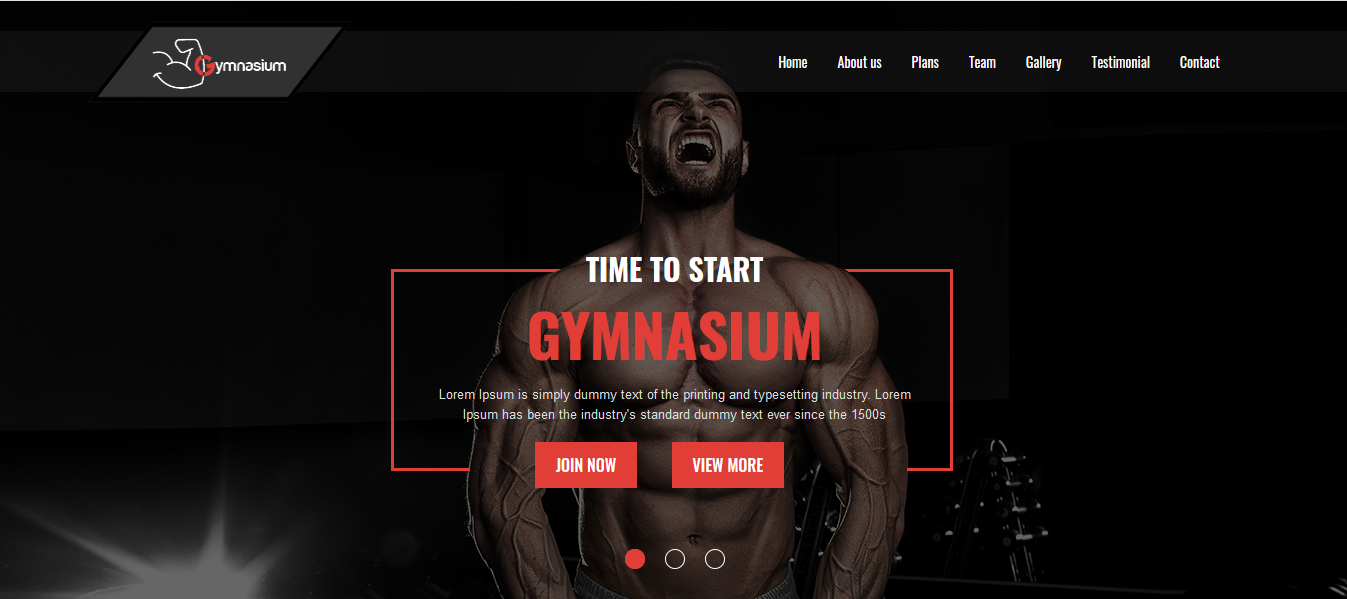 Gymnasium
Home About us Plans Team Gallery Testimonial Contact
TIME TO START
GYMNASIUM
Lorem Ipsum is simply dummy text of the printing and typesetting industry. Lorem
Ipsum has been the industry's standard dummy text ever since the 1500s
JOIN NOW VIEW MORE